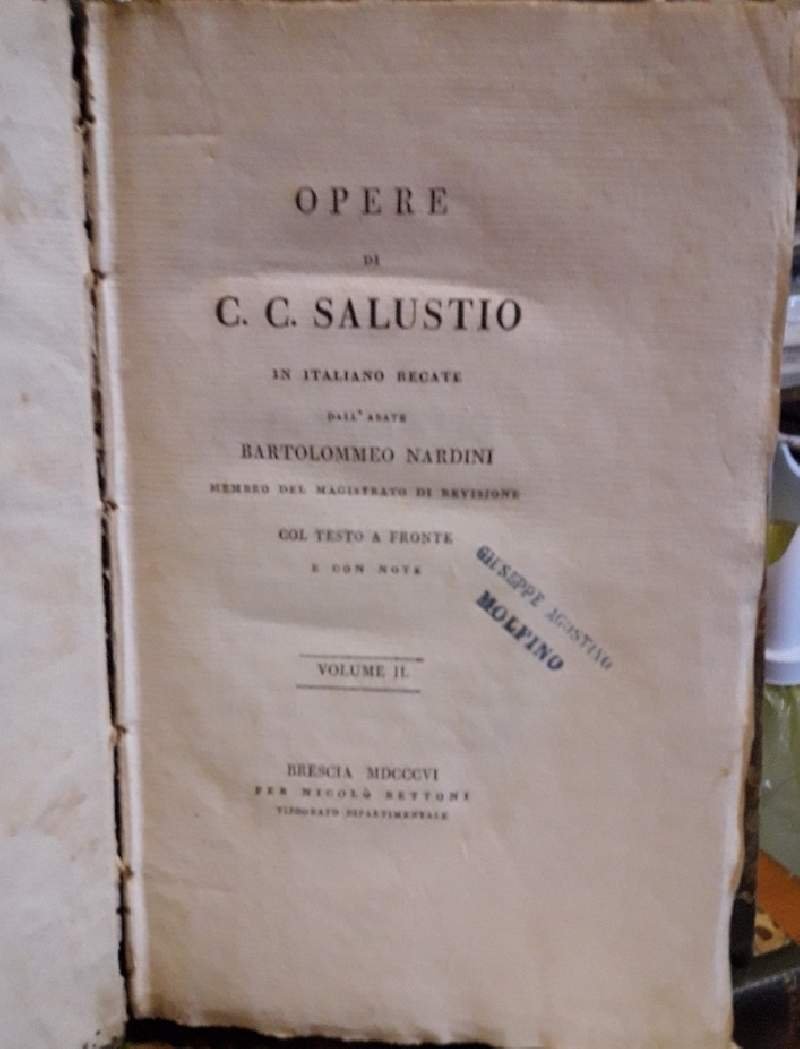 OPERE
DI
C. C. SALUSTIO
IN ITALIANO RECATE
DALL'ABATE
BARTOLOMMEO NARDINI
MEMBRO DEL MAGISTRATO DI REVISIONE
COL TESTO A FRONTE
E CON NOTE
GIUSEPPE AGOSTINO
MOLFINO
VOLUME II.
BRESCIA MDCCCVI
PER NICOLÒ BETTONI
TIPOGRAFO DIPARTIMENTALE